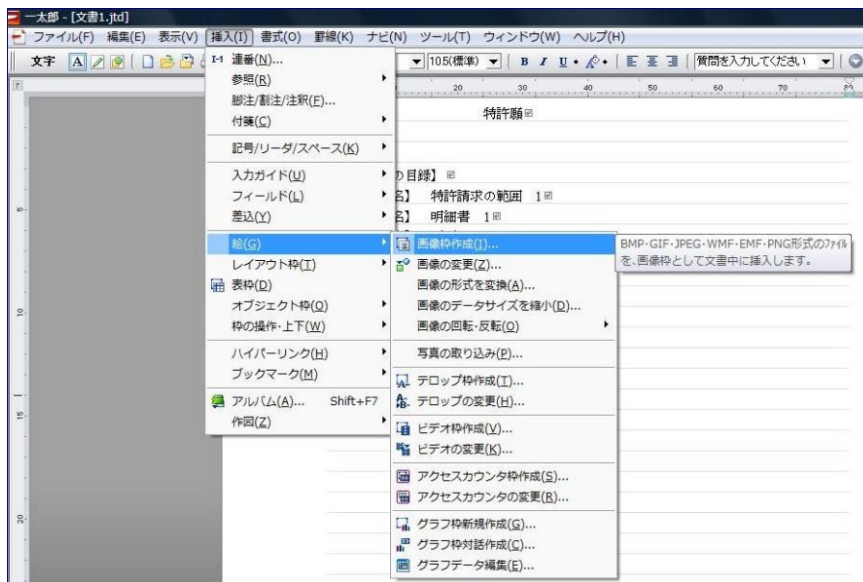 一太郎 - [文書1.jtd]
ファイル(F) 編集(E) 表示(V) 挿入(I) 書式(O) 罫線(K) ナビ(N) ツール(T) ウィンドウ(W) ヘルプ(H)
文字 A 10.5(標準) B I U 質問を入力してください
20 30 40 50 60 70
特許願
の目録】
名】 特許請求の範囲 1
名】 明細書 1
連番(N)...
参照(R)
脚注/割注/注釈(F)...
付箋(C)
記号/リーダ/スペース(K)
入力ガイド(U)
フィールド(L)
差込(Y)
絵(G)
レイアウト枠(T)
表枠(D)
オブジェクト枠(O)
枠の操作・上下(W)
ハイパーリンク(H)
ブックマーク(M)
アルバム(A)... Shift+F7
作図(Z)
画像枠作成(I)...
画像の変更(Z)...
画像の形式を変換(A)...
画像のデータサイズを縮小(D)...
画像の回転・反転(O)
写真の取り込み(P)...
テロップ枠作成(T)...
テロップの変更(H)...
ビデオ枠作成(V)...
ビデオの変更(K)...
アクセスカウンタ枠作成(S)...
アクセスカウンタの変更(R)...
グラフ枠新規作成(G)...
グラフ枠対話作成(C)...
グラフデータ編集(E)...
BMP・GIF・JPEG・WMF・EMF・PNG形式のファイル
を、画像枠として文書中に挿入します。
5
10
15
20